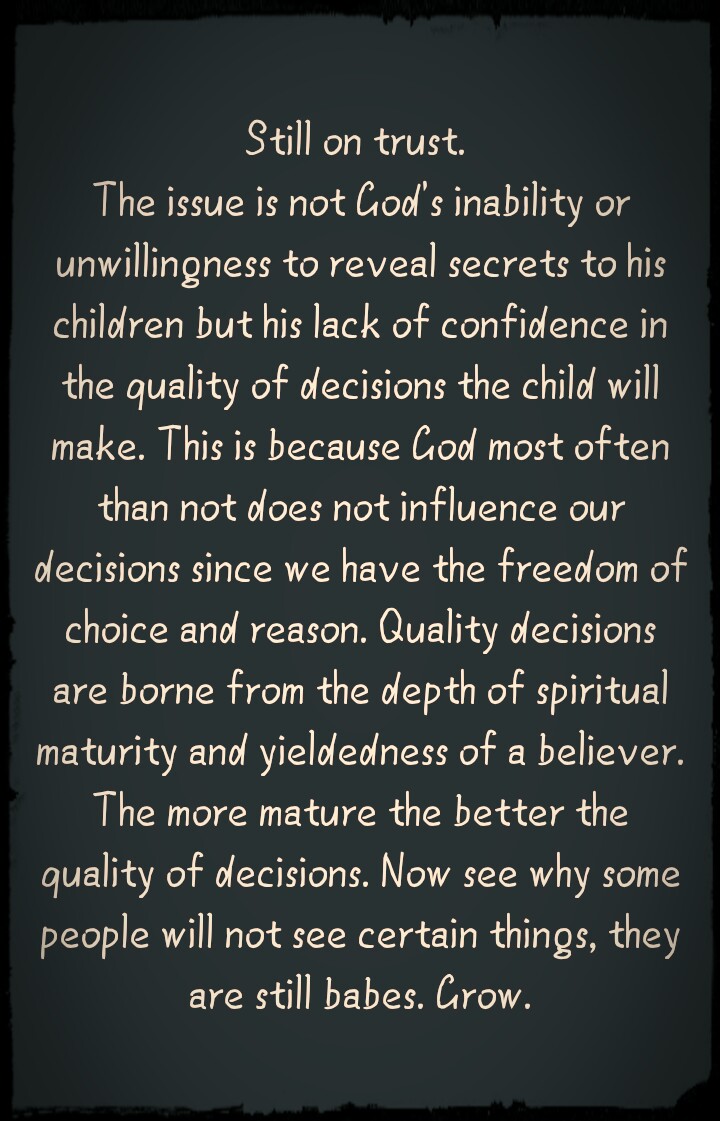 Still on trust.
The issue is not God's inability or
unwillingness to reveal secrets to his
children but his lack of confidence in
the quality of decisions the child will
make. This is because God most often
than not does not influence our
decisions since we have the freedom of
choice and reason. Quality decisions
are borne from the depth of spiritual
maturity and yieldedness of a believer.
The more mature the better the
quality of decisions. Now see why some
people will not see certain things, they
are still babes. Grow.